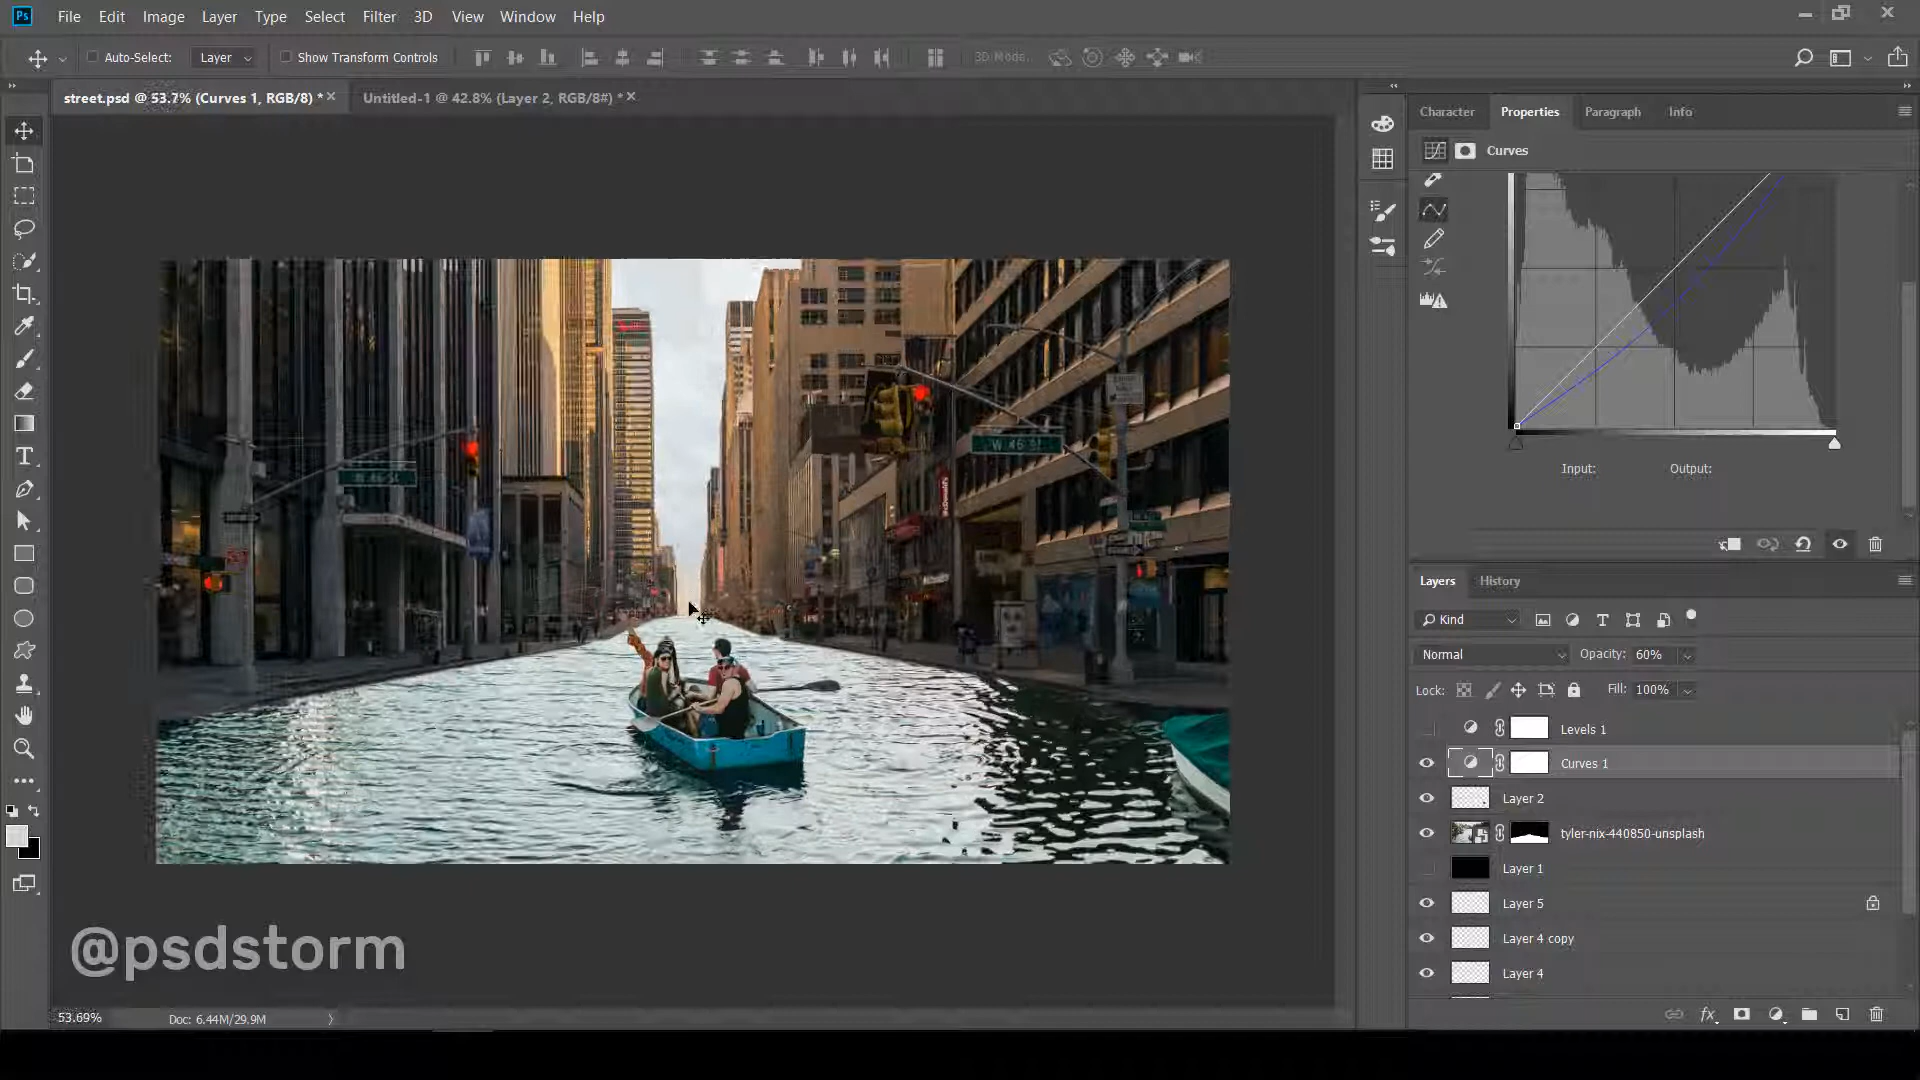 Ps File Edit Image Layer Type Select Filter 3D View Window Help
Auto-Select: Layer Show Transform Controls 3D Mode:
street.psd @ 53.7% (Curves 1, RGB/8) * Untitled-1 @ 42.8% (Layer 2, RGB/8#) *
Character Properties Paragraph Info
Curves
Input: Output:
Layers History
Kind
Normal Opacity: 60%
Lock: Fill: 100%
Levels 1
Curves 1
Layer 2
tyler-nix-440850-unsplash
Layer 1
Layer 5
Layer 4 copy
Layer 4
W 46 St
@psdstorm
53.69% Doc: 6.44M/29.9M